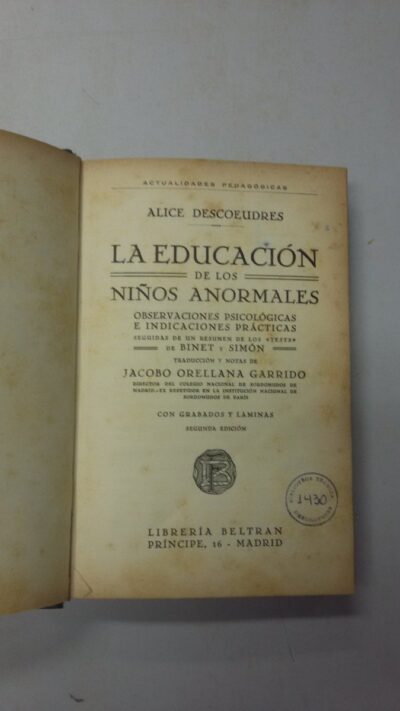 ACTUALIDADES PEDAGÓGICAS
ALICE DESCOEUDRES
LA EDUCACIÓN
DE LOS
NIÑOS ANORMALES
OBSERVACIONES PSICOLÓGICAS
E INDICACIONES PRÁCTICAS
SEGUIDAS DE UN RESUMEN DE LOS «TESTS»
DE BINET Y SIMÓN
TRADUCCIÓN Y NOTAS DE
JACOBO ORELLANA GARRIDO
DIRECTOR DEL COLEGIO NACIONAL DE SORDOMUDOS DE
MADRID.-EX REPETIDOR EN LA INSTITUCIÓN NACIONAL DE
SORDOMUDOS DE PARÍS
CON GRABADOS Y LAMINAS
SEGUNDA EDICIÓN
1430
LIBRERÍA BELTRAN
PRÍNCIPE, 16 - MADRID